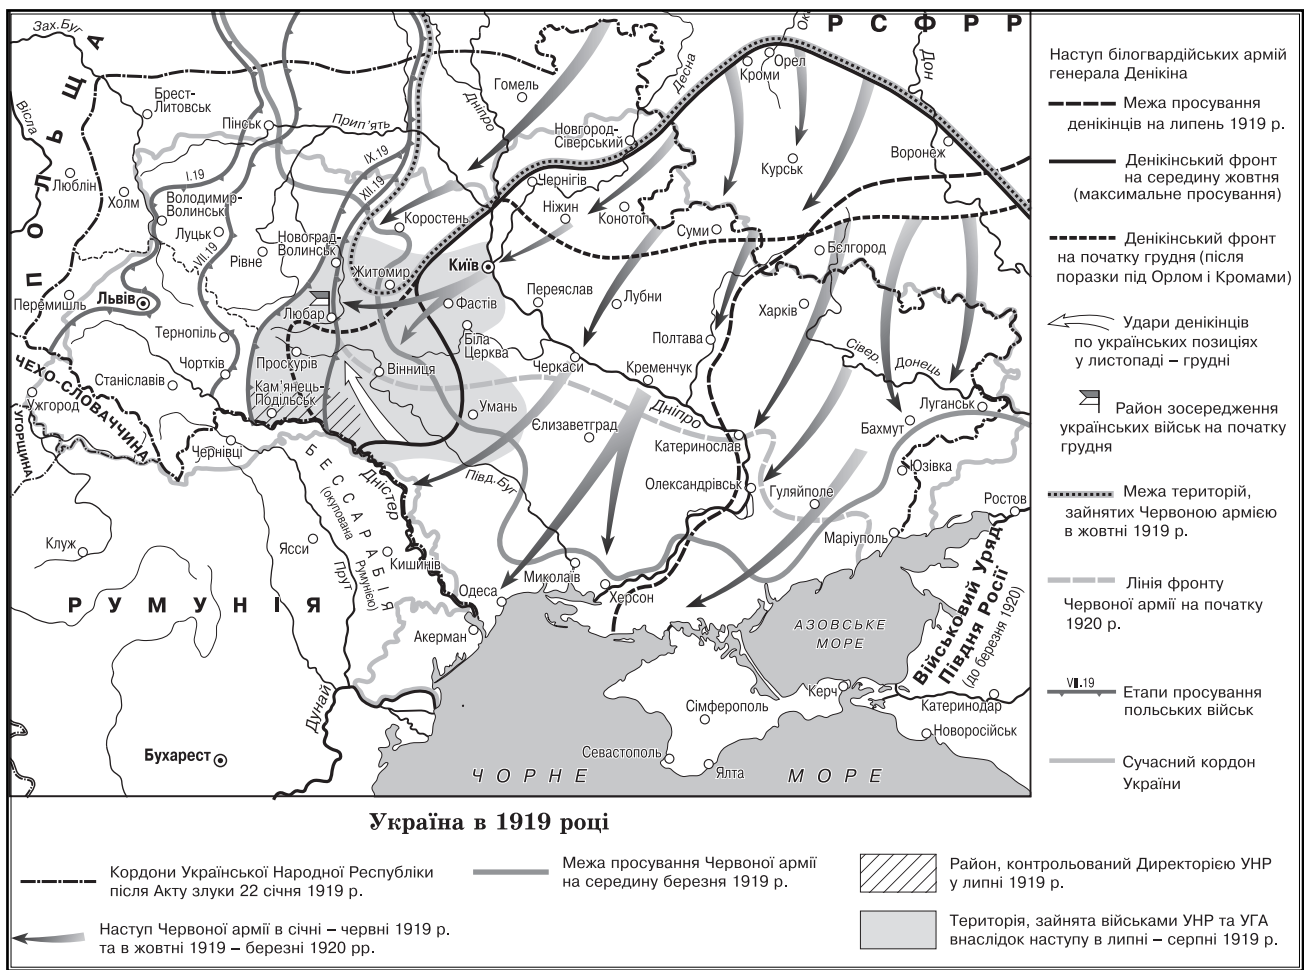 Зах.Буг
Р С Ф Р Р
П О Л Ь Щ А
Вісла
Брест-
Литовськ
Пінськ
Прип’ять
Гомель
Дніпро
Десна
Ока
Кроми
Орел
Дон
Новгород-
Сіверський
Курськ
Воронеж
Люблін
Холм
I.19
IX.19
XII.19
VII.19
Володимир-
Волинськ
Луцьк
Рівне
Новоград-
Волинськ
Коростень
Чернігів
Ніжин
Конотоп
Суми
Бєлгород
Житомир
Київ
Перемишль
Львів
Любар
Фастів
Переяслав
Лубни
Харків
Тернопіль
Біла
Церква
Полтава
Сівер.
Донець
Чортків
Проскурів
Вінниця
Черкаси
Кременчук
Станіславів
Кам’янець-
Подільськ
Умань
Дніпро
Луганськ
ЧЕХО-СЛОВАЧЧИНА
Ужгород
УГОРЩИНА
Чернівці
Єлизаветград
Катеринослав
Бахмут
Юзівка
БЕССАРАБІЯ
(окупована
Румунією)
Дністер
Півд.Буг
Олександрівськ
Гуляйполе
Ростов
Клуж
Ясси
Прут
Кишинів
Маріуполь
Миколаїв
Херсон
Одеса
Р У М У Н І Я
Акерман
АЗОВСЬКЕ
МОРЕ
Військовий Уряд
Півдня Росії
(до березня 1920)
Дунай
Керч
Катеринодар
Сімферополь
Новоросійськ
Бухарест
Севастополь
Ялта
Ч О Р Н Е М О Р Е
Наступ білогвардійських армій
генерала Денікіна
Межа просування
денікінців на липень 1919 р.
Денікінський фронт
на середину жовтня
(максимальне просування)
Денікінський фронт
на початку грудня (після
поразки під Орлом і Кромами)
Удари денікінців
по українських позиціях
у листопаді – грудні
Район зосередження
українських військ на початку
грудня
Межа територій,
зайнятих Червоною армією
в жовтні 1919 р.
Лінія фронту
Червоної армії на початку
1920 р.
VII.19
Етапи просування
польських військ
Сучасний кордон
України
Україна в 1919 році
Кордони Української Народної Республіки
після Акту злуки 22 січня 1919 р.
Наступ Червоної армії в січні – червні 1919 р.
та в жовтні 1919 – березні 1920 рр.
Межа просування Червоної армії
на середину березня 1919 р.
Район, контрольований Директорією УНР
у липні 1919 р.
Територія, зайнята військами УНР та УГА
внаслідок наступу в липні – серпні 1919 р.